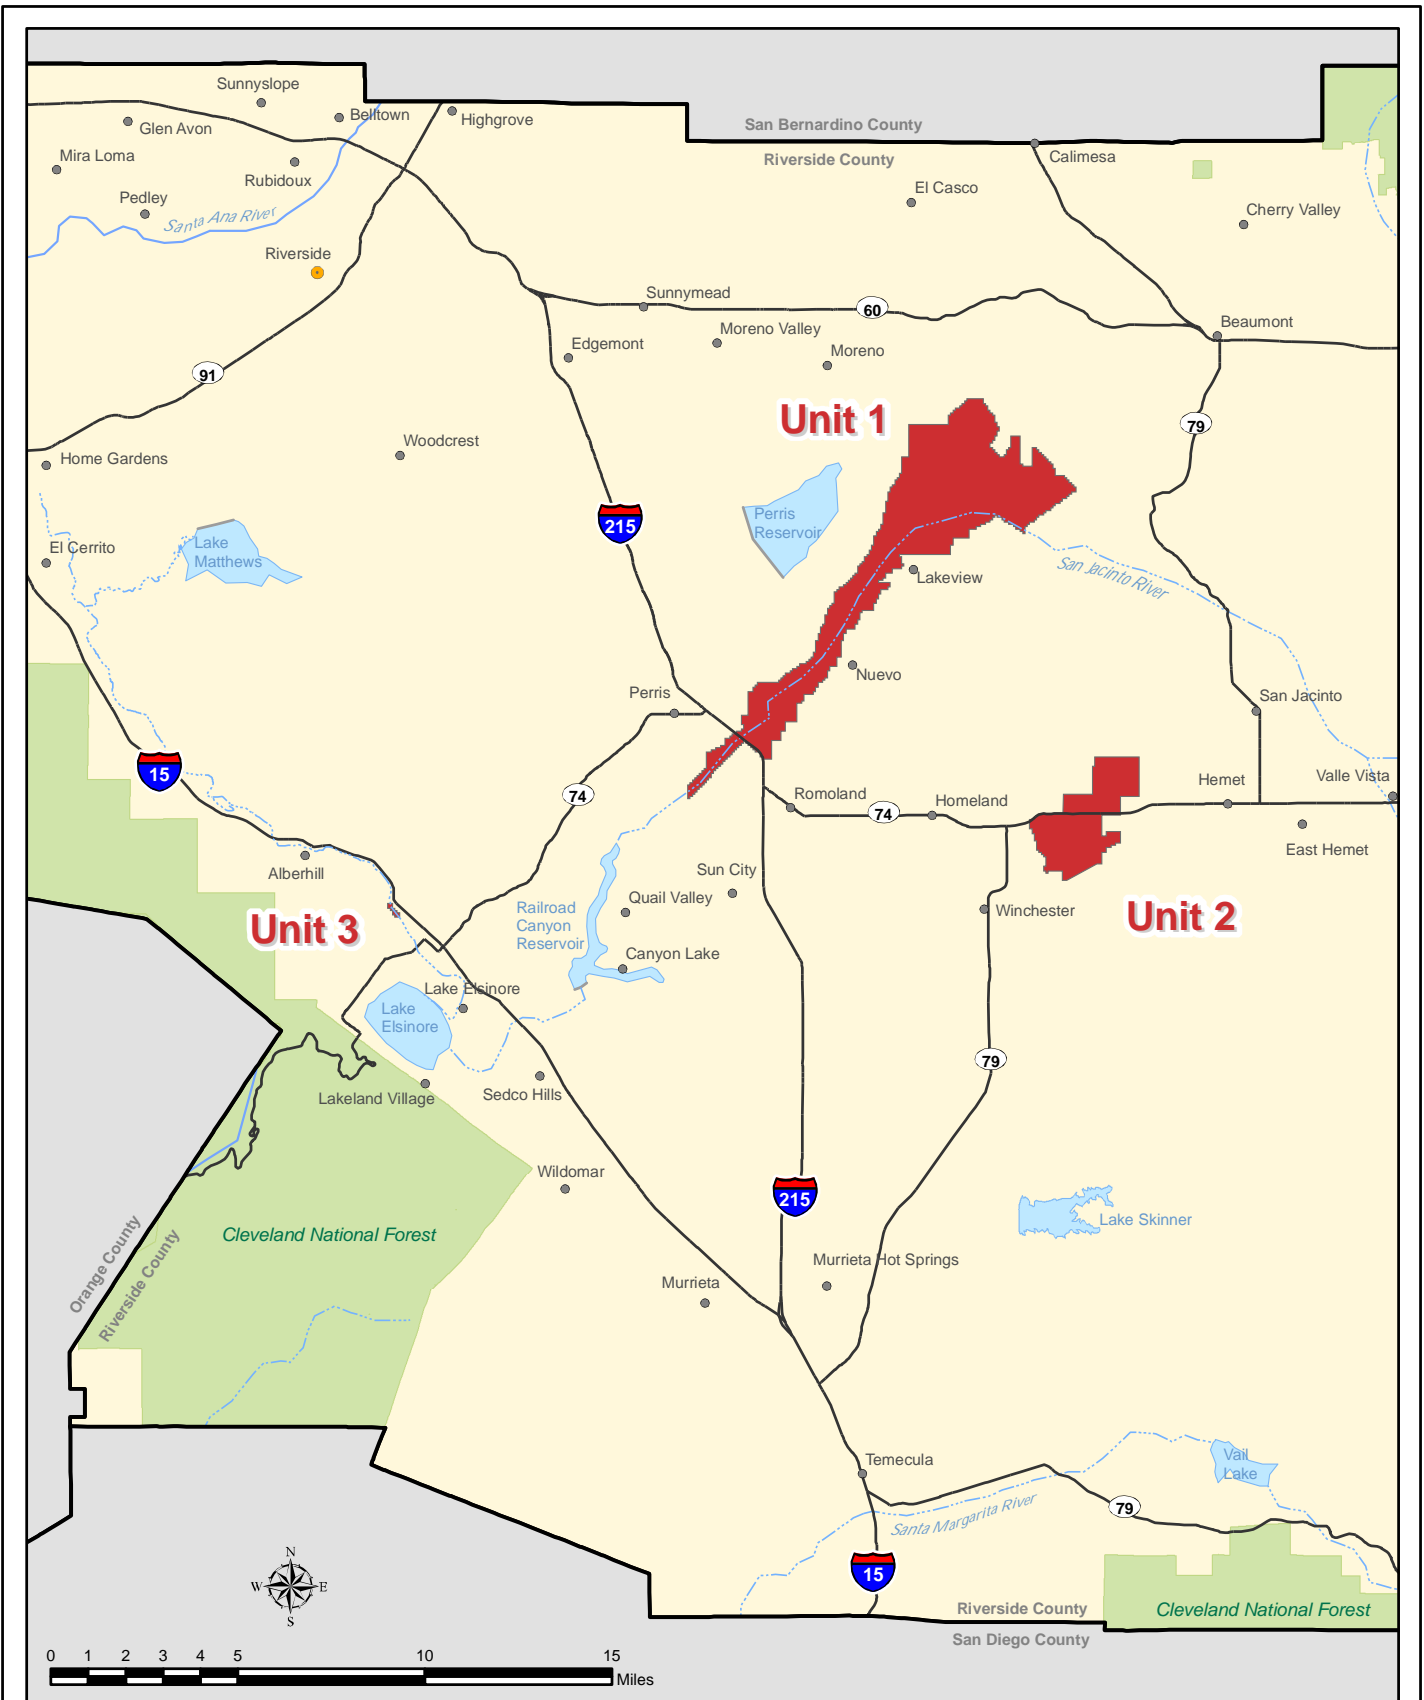 Sunnyslope
Belltown
Highgrove
Glen Avon
San Bernardino County
Riverside County
Calimesa
Mira Loma
Rubidoux
Pedley
El Casco
Cherry Valley
Santa Ana River
Riverside
Sunnymead
60
Beaumont
Moreno Valley
Edgemont
Moreno
91
Unit 1
79
Woodcrest
Home Gardens
215
Perris
Reservoir
El Cerrito
Lake
Matthews
Lakeview
San Jacinto River
Nuevo
Perris
San Jacinto
15
74
Romoland
74
Homeland
Hemet
Valle Vista
East Hemet
Alberhill
Sun City
Quail Valley
Winchester
Unit 2
Unit 3
Railroad
Canyon
Reservoir
Canyon Lake
Lake Elsinore
Lake
Elsinore
79
Lakeland Village
Sedco Hills
Wildomar
215
Lake Skinner
Cleveland National Forest
Orange County
Riverside County
Murrieta Hot Springs
Murrieta
Temecula
Vail
Lake
Santa Margarita River
79
15
N
W
E
S
Riverside County
San Diego County
Cleveland National Forest
0 1 2 3 4 5 10 15
Miles